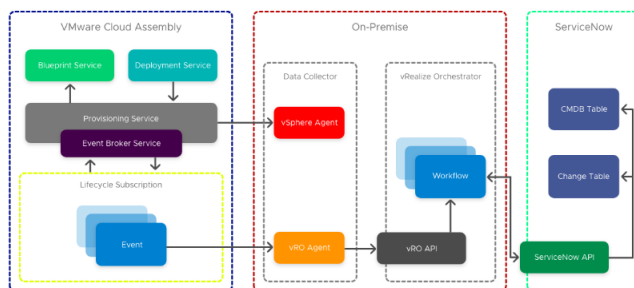 VMware Cloud Assembly
Blueprint Service
Deployment Service
Provisioning Service
Event Broker Service
Lifecycle Subscription
Event
On-Premise
Data Collector
vSphere Agent
vRO Agent
vRealize Orchestrator
Workflow
vRO API
ServiceNow
CMDB Table
Change Table
ServiceNow API